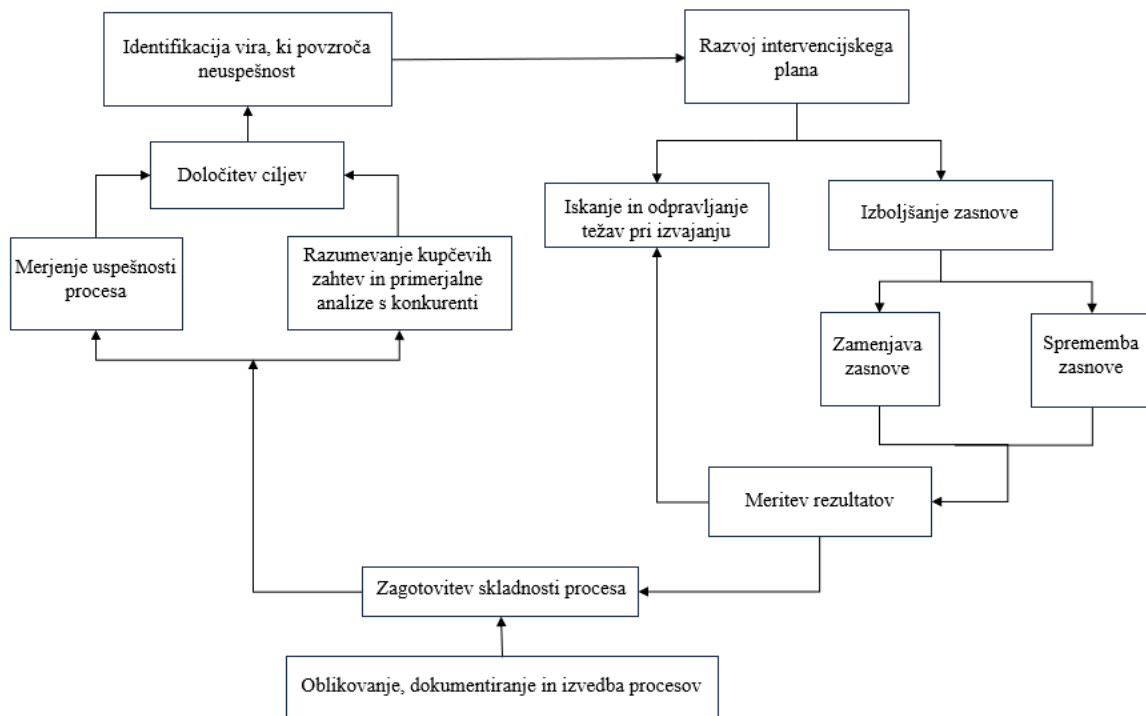 Identifikacija vira, ki povzroča
neuspešnost
Razvoj intervencijskega
plana
Določitev ciljev
Iskanje in odpravljanje
težav pri izvajanju
Izboljšanje zasnove
Merjenje uspešnosti
procesa
Razumevanje kupčevih
zahtev in primerjalne
analize s konkurenti
Zamenjava
zasnove
Sprememba
zasnove
Meritev rezultatov
Zagotovitev skladnosti procesa
Oblikovanje, dokumentiranje in izvedba procesov